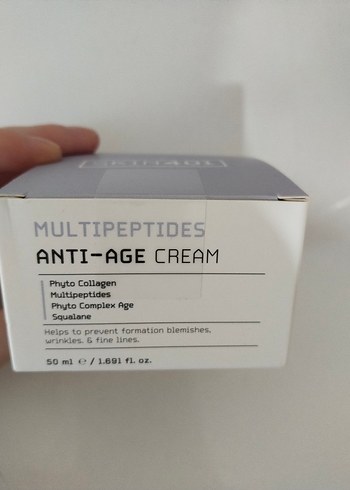 SKIN401
MULTIPEPTIDES
ANTI-AGE CREAM
Phyto Collagen
Multipeptides
Phyto Complex Age
Squalane
Helps to prevent formation blemishes,
wrinkles, & fine lines.
50 ml ℮ / 1.691 fl. oz.